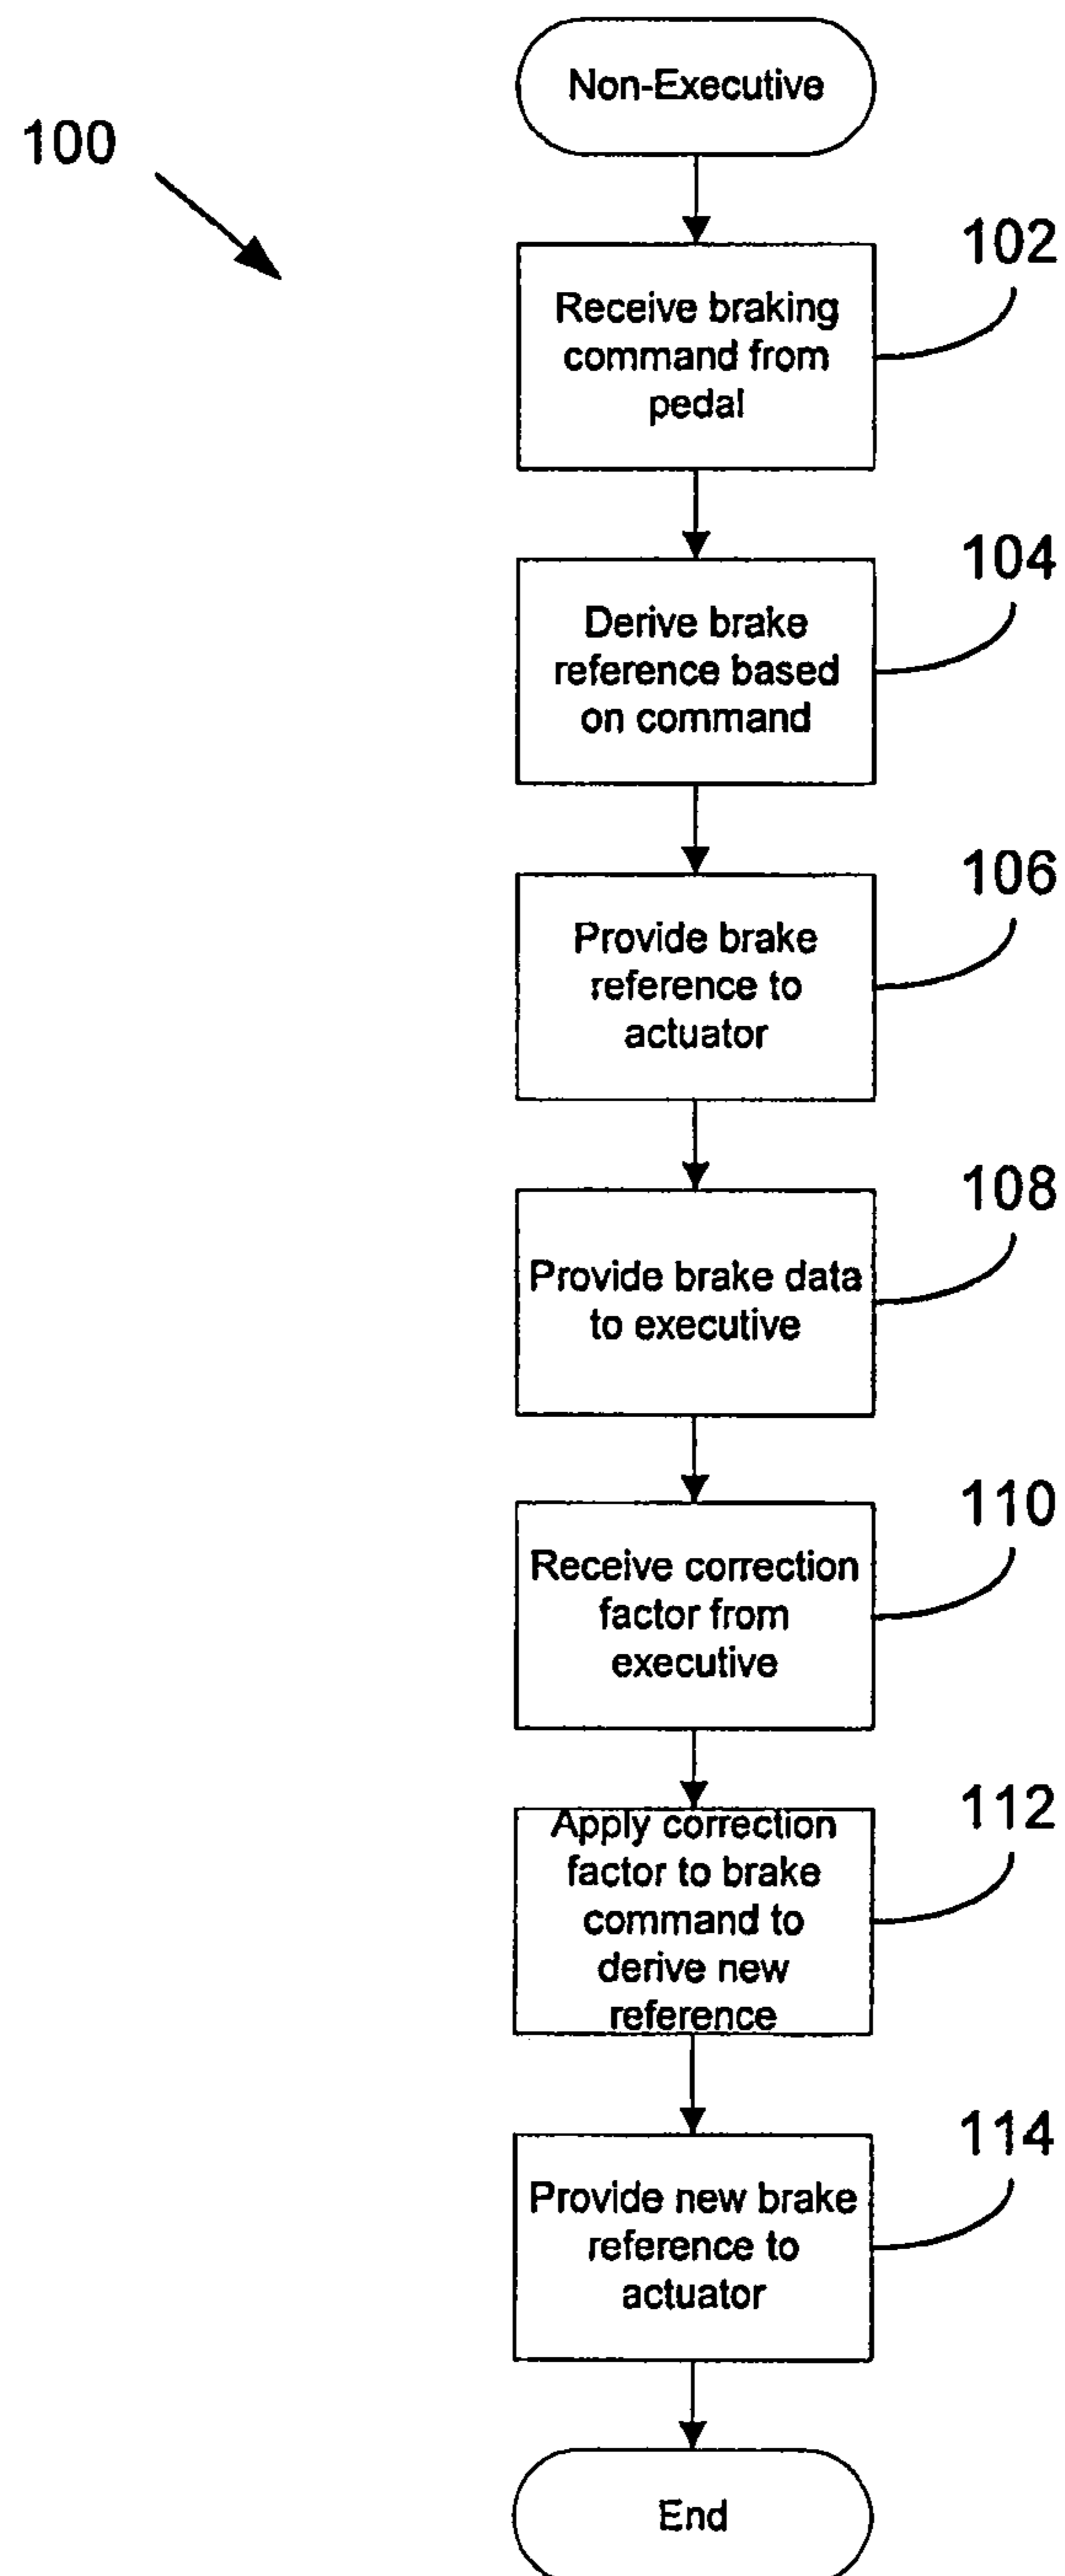 Non-Executive
100
102
Receive braking
command from
pedal
104
Derive brake
reference based
on command
106
Provide brake
reference to
actuator
108
Provide brake data
to executive
110
Receive correction
factor from
executive
112
Apply correction
factor to brake
command to
derive new
reference
114
Provide new brake
reference to
actuator
End